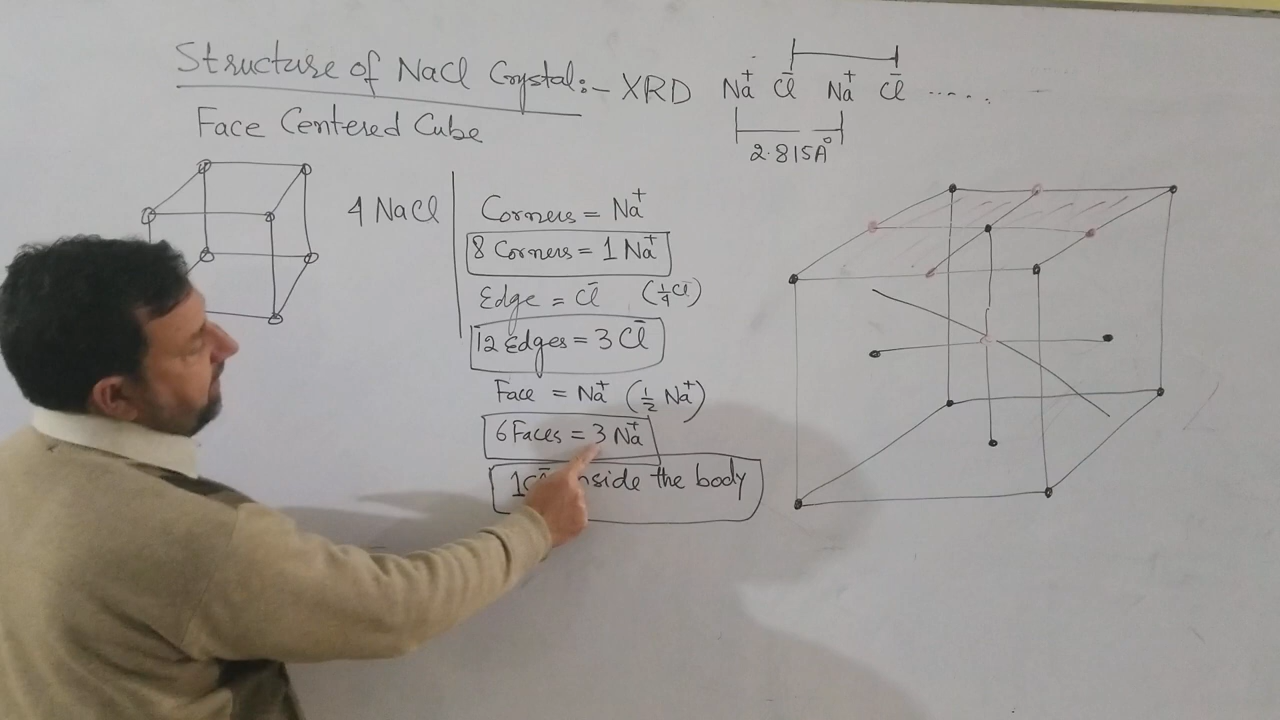 Structure of NaCl Crystal:- XRD Na⁺ Cl⁻ Na⁺ Cl⁻ .....
Face Centered Cube
2.815A°
4 NaCl
Corners = Na⁺
8 Corners = 1 Na⁺
Edge = Cl⁻ (1/4 Cl⁻)
12 Edges = 3 Cl⁻
Face = Na⁺ (1/2 Na⁺)
6 Faces = 3 Na⁺
the body